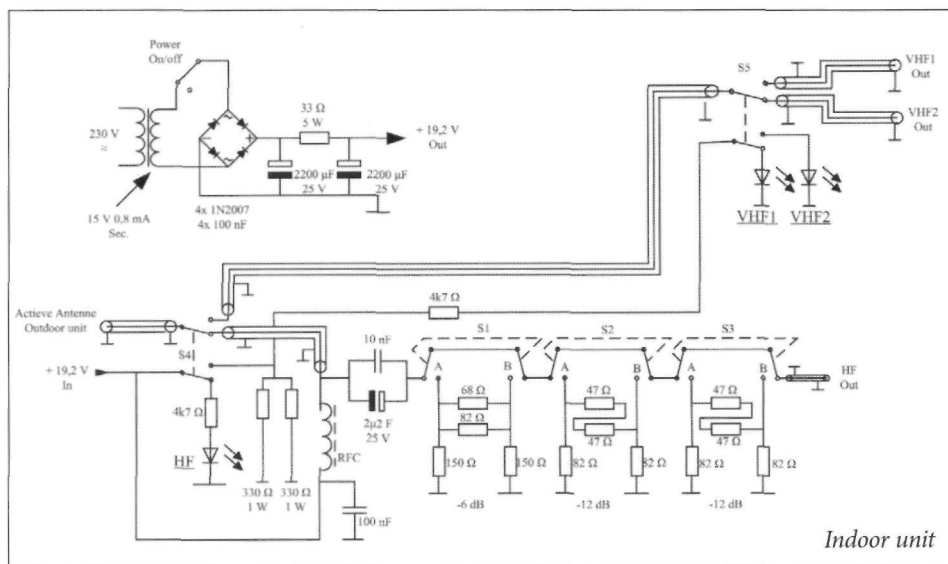 Power
On/off
230 V
≈
15 V 0,8 mA
Sec.
4x 1N2007
4x 100 nF
33 Ω
5 W
2200 µF
25 V
2200 µF
25 V
+ 19,2 V
Out
S5
VHF1
Out
VHF2
Out
VHF1
VHF2
Actieve Antenne
Outdoor unit
S4
+ 19,2 V
In
4k7 Ω
HF
330 Ω
1 W
330 Ω
1 W
4k7 Ω
RFC
100 nF
10 nF
2µ2 F
25 V
S1
A
B
68 Ω
82 Ω
150 Ω
150 Ω
-6 dB
S2
A
B
47 Ω
47 Ω
82 Ω
82 Ω
-12 dB
S3
A
B
47 Ω
47 Ω
82 Ω
82 Ω
-12 dB
HF
Out
Indoor unit